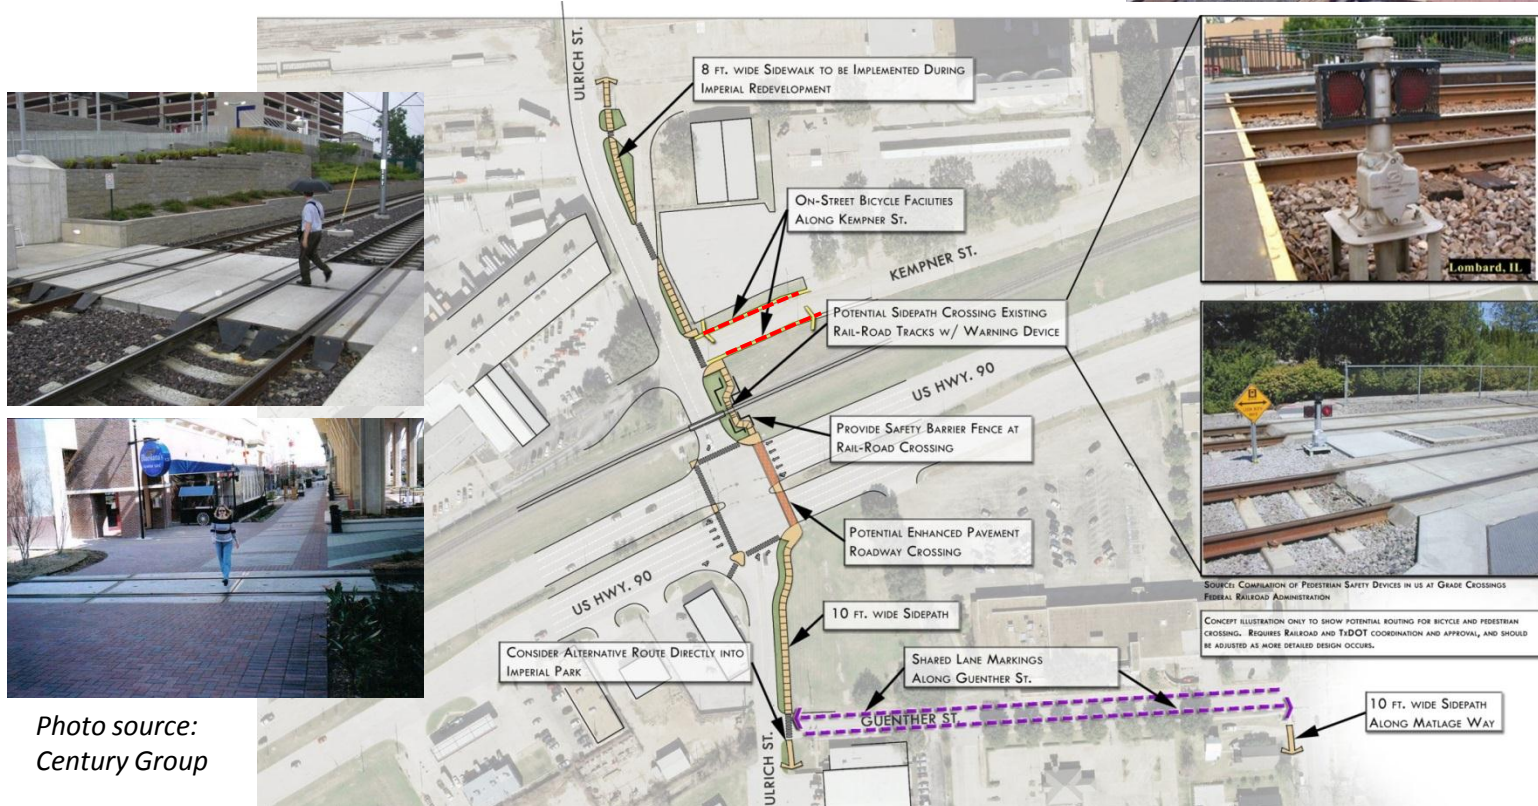 ULRICH ST.
8 FT. WIDE SIDEWALK TO BE IMPLEMENTED DURING
IMPERIAL REDEVELOPMENT
ON-STREET BICYCLE FACILITIES
ALONG KEMPNER ST.
KEMPNER ST.
POTENTIAL SIDEPATH CROSSING EXISTING
RAIL-ROAD TRACKS W/ WARNING DEVICE
US HWY. 90
PROVIDE SAFETY BARRIER FENCE AT
RAIL-ROAD CROSSING
POTENTIAL ENHANCED PAVEMENT
ROADWAY CROSSING
US HWY. 90
10 FT. WIDE SIDEPATH
CONSIDER ALTERNATIVE ROUTE DIRECTLY INTO
IMPERIAL PARK
SHARED LANE MARKINGS
ALONG GUENTHER ST.
GUENTHER ST.
10 FT. WIDE SIDEPATH
ALONG MATLAGE WAY
ULRICH ST.
Lombard, IL
SOURCE: COMPILATION OF PEDESTRIAN SAFETY DEVICES IN US AT GRADE CROSSINGS
FEDERAL RAILROAD ADMINISTRATION
CONCEPT ILLUSTRATION ONLY TO SHOW POTENTIAL ROUTING FOR BICYCLE AND PEDESTRIAN
CROSSING. REQUIRES RAILROAD AND TXDOT COORDINATION AND APPROVAL, AND SHOULD
BE ADJUSTED AS MORE DETAILED DESIGN OCCURS.
Photo source:
Century Group